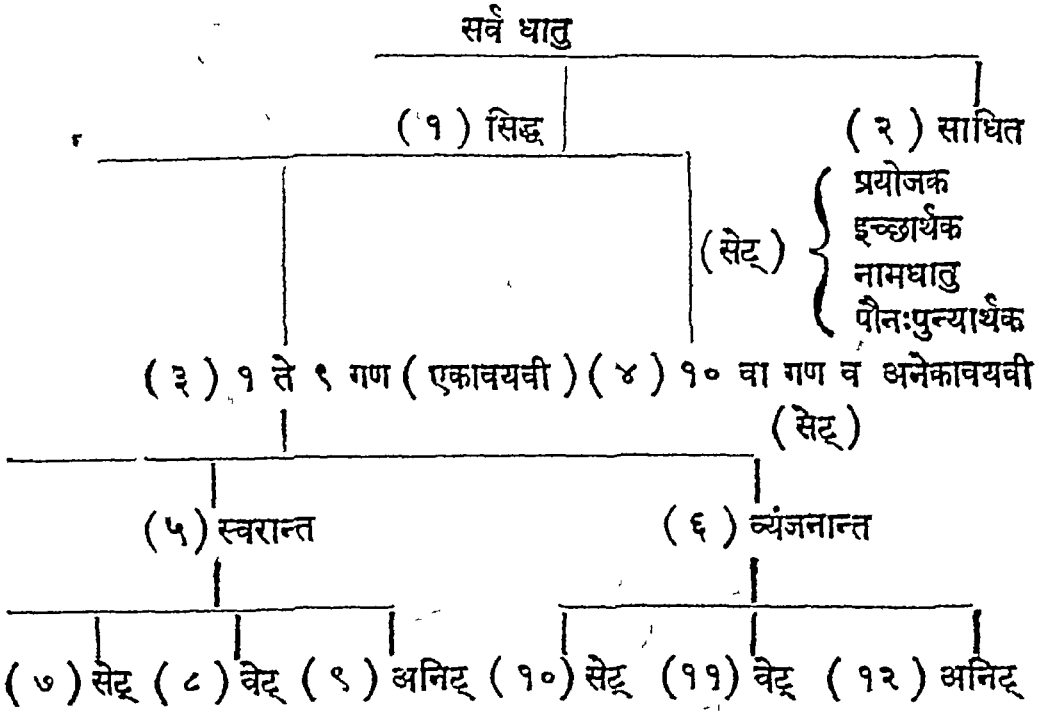 सर्व धातु
( १ ) सिद्ध ( २ ) साधित
प्रयोजक
इच्छार्थक
(सेट्)
नामधातु
पौनःपुन्यार्थक
( ३ ) १ ते ९ गण ( एकावयवी ) ( ४ ) १० वा गण व अनेकावयवी
(सेट्)
( ५ ) स्वरान्त ( ६ ) व्यंजनान्त
( ७ ) सेट् ( ८ ) वेट् ( ९ ) अनिट् ( १० ) सेट् ( ११ ) वेट् ( १२ ) अनिट्